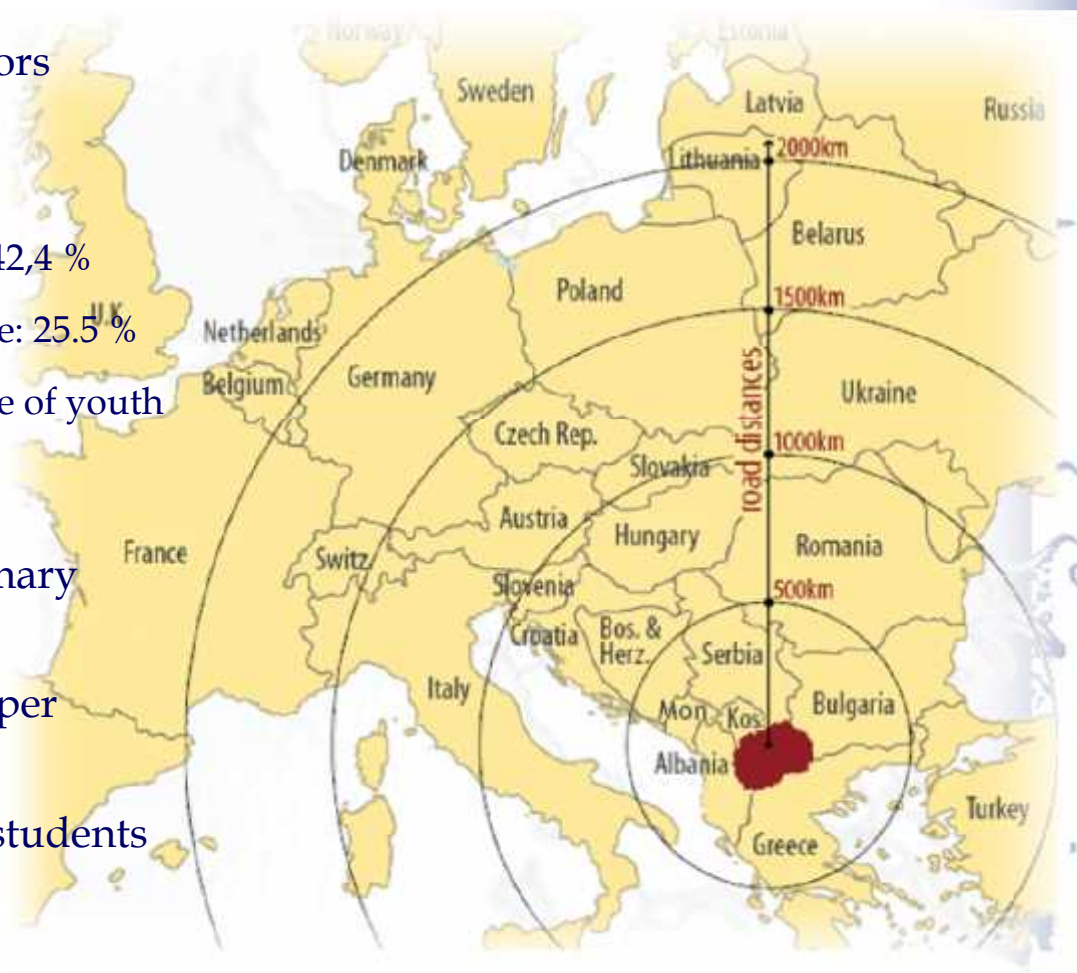 ors
42,4 %
e: 25.5 %
e of youth
nary
per
students
Norway
Estonia
Sweden
Latvia
Russia
Denmark
Lithuania
2000km
Belarus
U.K.
Poland
1500km
Netherlands
Belgium
Germany
Ukraine
road distances
Czech Rep.
1000km
Slovakia
Austria
Hungary
France
Switz.
Romania
Slovenia
500km
Croatia
Bos. &
Herz.
Serbia
Italy
Mon.
Kos.
Bulgaria
Albania
Turkey
Greece